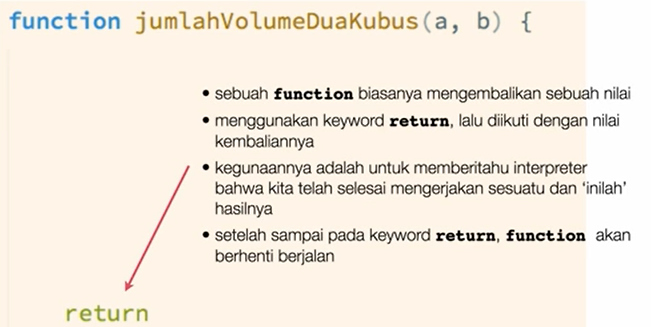 function jumlahVolumeDuaKubus(a, b) {
• sebuah function biasanya mengembalikan sebuah nilai
• menggunakan keyword return, lalu diikuti dengan nilai
kembaliannya
• kegunaannya adalah untuk memberitahu interpreter
bahwa kita telah selesai mengerjakan sesuatu dan ‘inilah’
hasilnya
• setelah sampai pada keyword return, function akan
berhenti berjalan
return